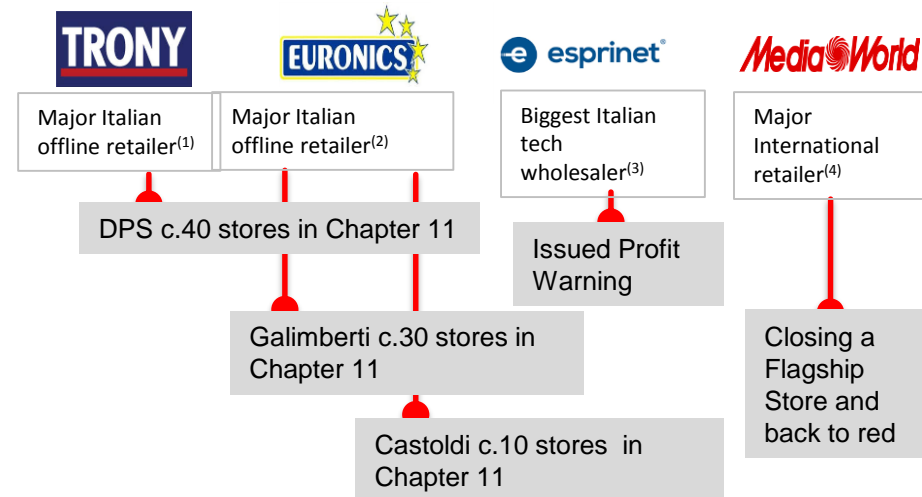 TRONY
EURONICS
esprinet®
MediaWorld
Major Italian
offline retailer(1)
Major Italian
offline retailer(2)
Biggest Italian
tech
wholesaler(3)
Major
International
retailer(4)
DPS c.40 stores in Chapter 11
Issued Profit
Warning
Galimberti c.30 stores in
Chapter 11
Closing a
Flagship
Store and
back to red
Castoldi c.10 stores in
Chapter 11